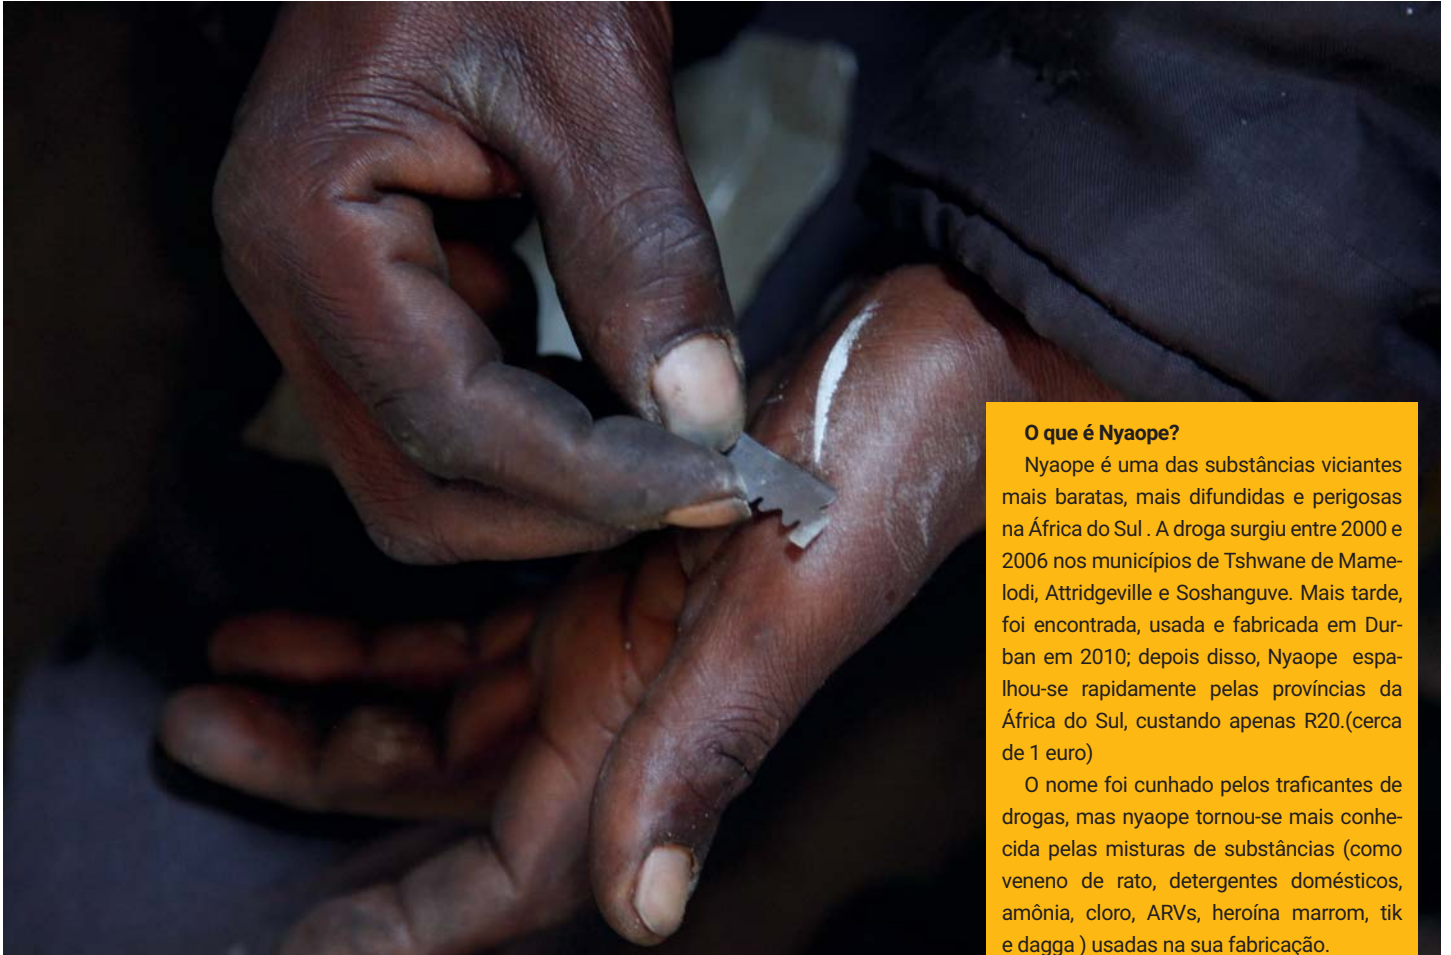 O que é Nyaope?
Nyaope é uma das substâncias viciantes
mais baratas, mais difundidas e perigosas
na África do Sul . A droga surgiu entre 2000 e
2006 nos municípios de Tshwane de Mame-
lodi, Attridgeville e Soshanguve. Mais tarde,
foi encontrada, usada e fabricada em Dur-
ban em 2010; depois disso, Nyaope espa-
lhou-se rapidamente pelas províncias da
África do Sul, custando apenas R20.(cerca
de 1 euro)
O nome foi cunhado pelos traficantes de
drogas, mas nyaope tornou-se mais conhe-
cida pelas misturas de substâncias (como
veneno de rato, detergentes domésticos,
amônia, cloro, ARVs, heroína marrom, tik
e dagga ) usadas na sua fabricação.